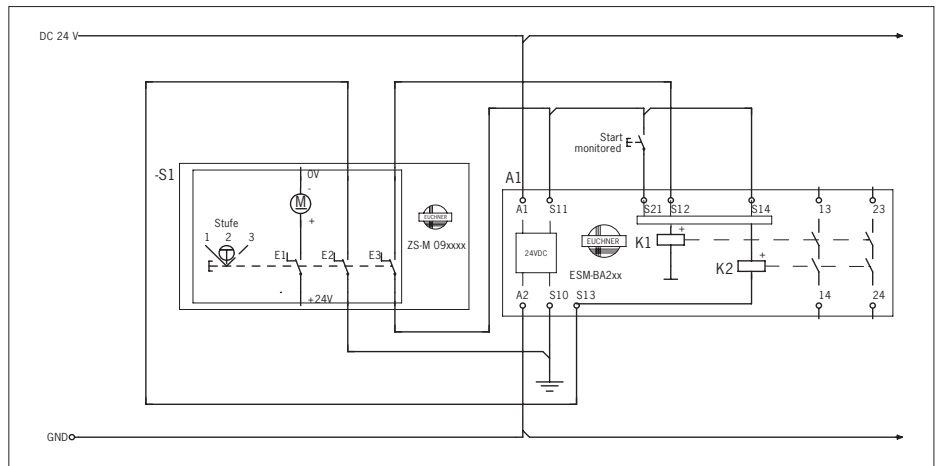 DC 24 V
Start
monitored
-S1
0V
-
M
+
EUCHNER
ZS-M 09xxxx
Stufe
1 2 3
E1 E2 E3
+24V
A1
A1 S11 S21 S12 S14 13 23
24VDC
EUCHNER
ESM-BA2xx
K1 +
K2 +
A2 S10 S13 14 24
GND